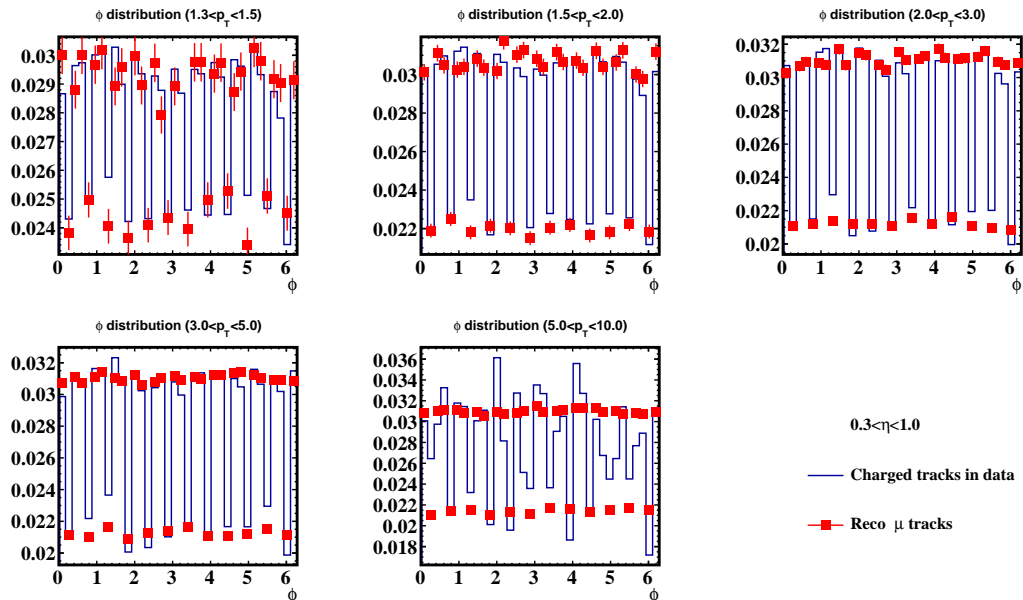 ϕ distribution (1.3<p_T<1.5)
0.03
0.029
0.028
0.027
0.026
0.025
0.024
0 1 2 3 4 5 6
ϕ
ϕ distribution (1.5<p_T<2.0)
0.03
0.028
0.026
0.024
0.022
0 1 2 3 4 5 6
ϕ
ϕ distribution (2.0<p_T<3.0)
0.032
0.03
0.028
0.026
0.024
0.022
0.02
0 1 2 3 4 5 6
ϕ
ϕ distribution (3.0<p_T<5.0)
0.032
0.03
0.028
0.026
0.024
0.022
0.02
0 1 2 3 4 5 6
ϕ
ϕ distribution (5.0<p_T<10.0)
0.036
0.034
0.032
0.03
0.028
0.026
0.024
0.022
0.02
0.018
0 1 2 3 4 5 6
ϕ
0.3<η<1.0
Charged tracks in data
Reco μ tracks